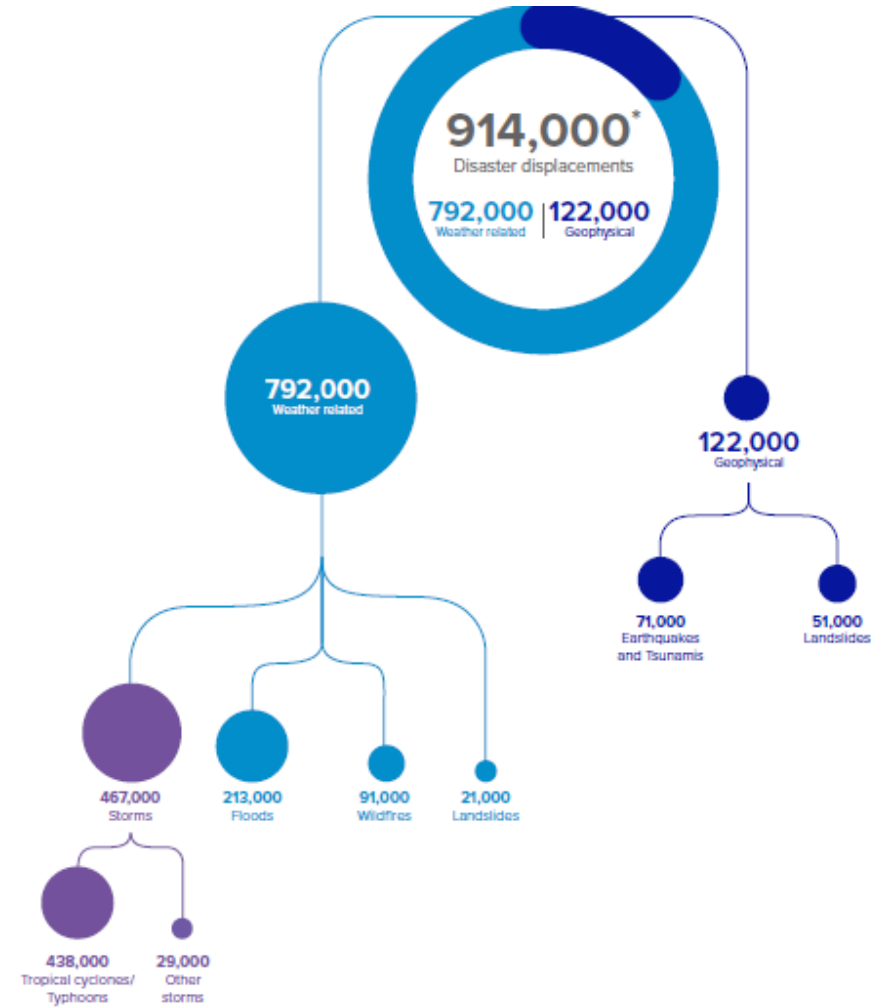 914,000*
Disaster displacements
792,000 122,000
Weather related Geophysical
792,000
Weather related
122,000
Geophysical
71,000
Earthquakes
and Tsunamis
51,000
Landslides
467,000
Storms
213,000
Floods
91,000
Wildfires
21,000
Landslides
438,000
Tropical cyclones/
Typhoons
29,000
Other
storms